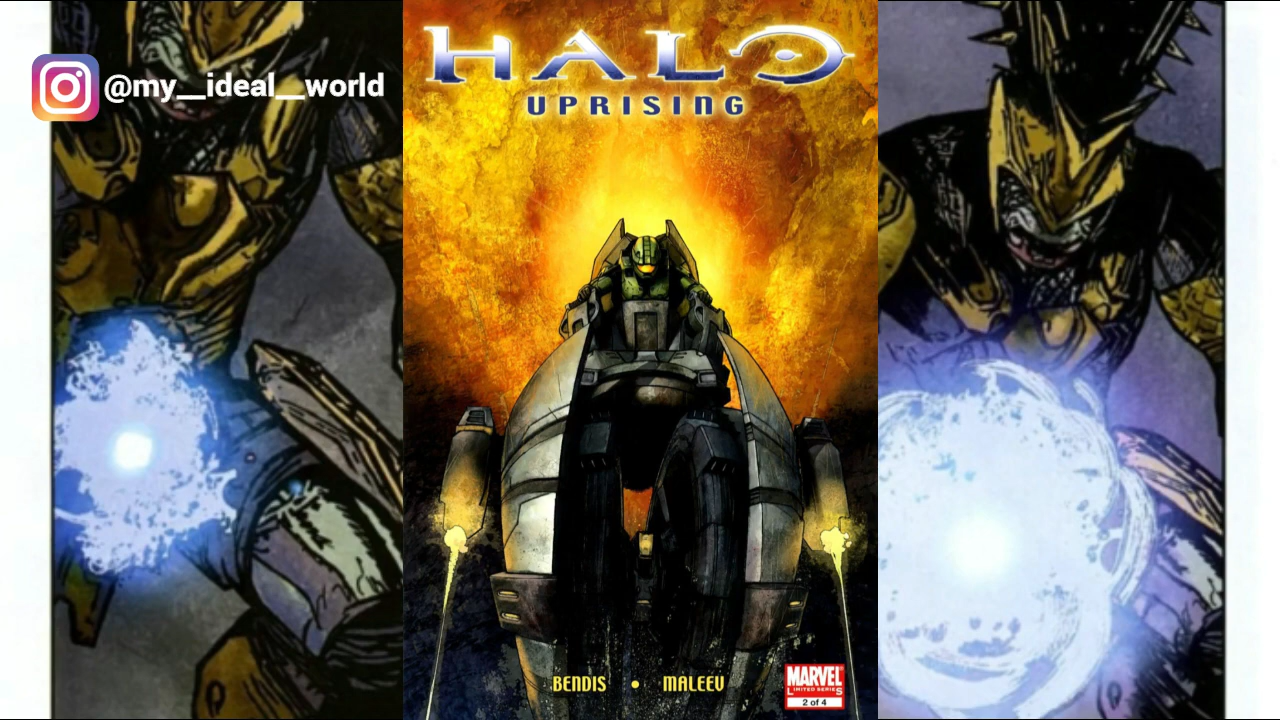 @my__ideal__world
HALO
UPRISING
BENDIS • MALEEV
MARVEL
LIMITED SERIES
2 of 4